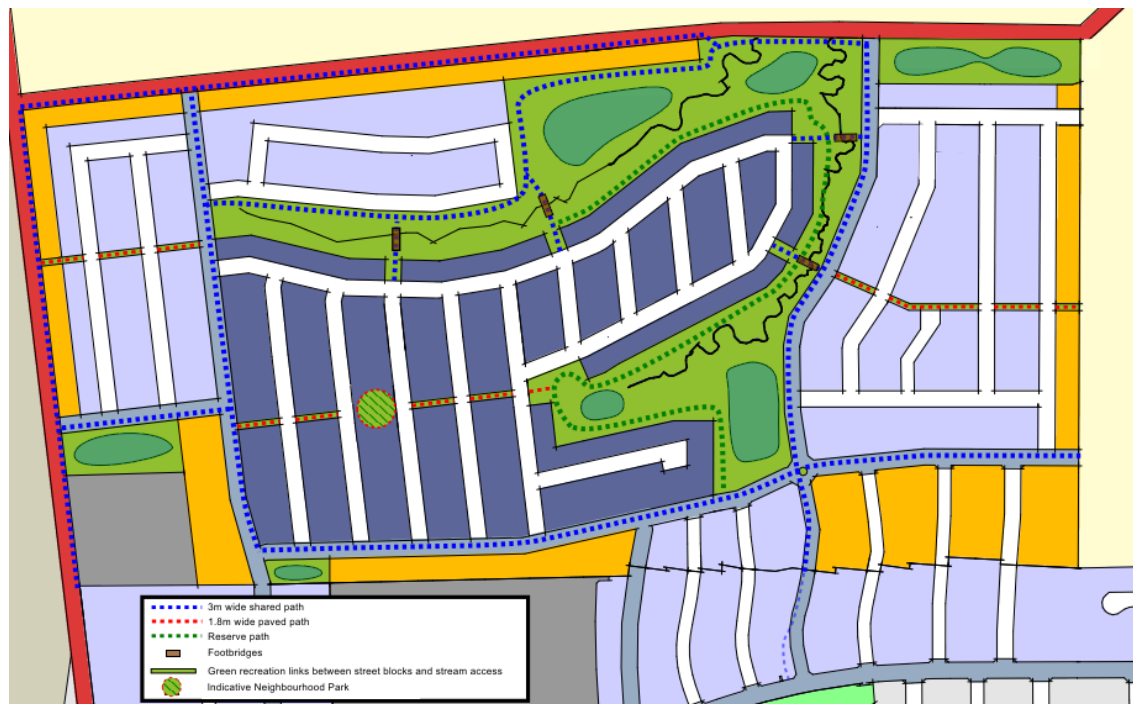 3m wide shared path
1.8m wide paved path
Reserve path
Footbridges
Green recreation links between street blocks and stream access
Indicative Neighbourhood Park